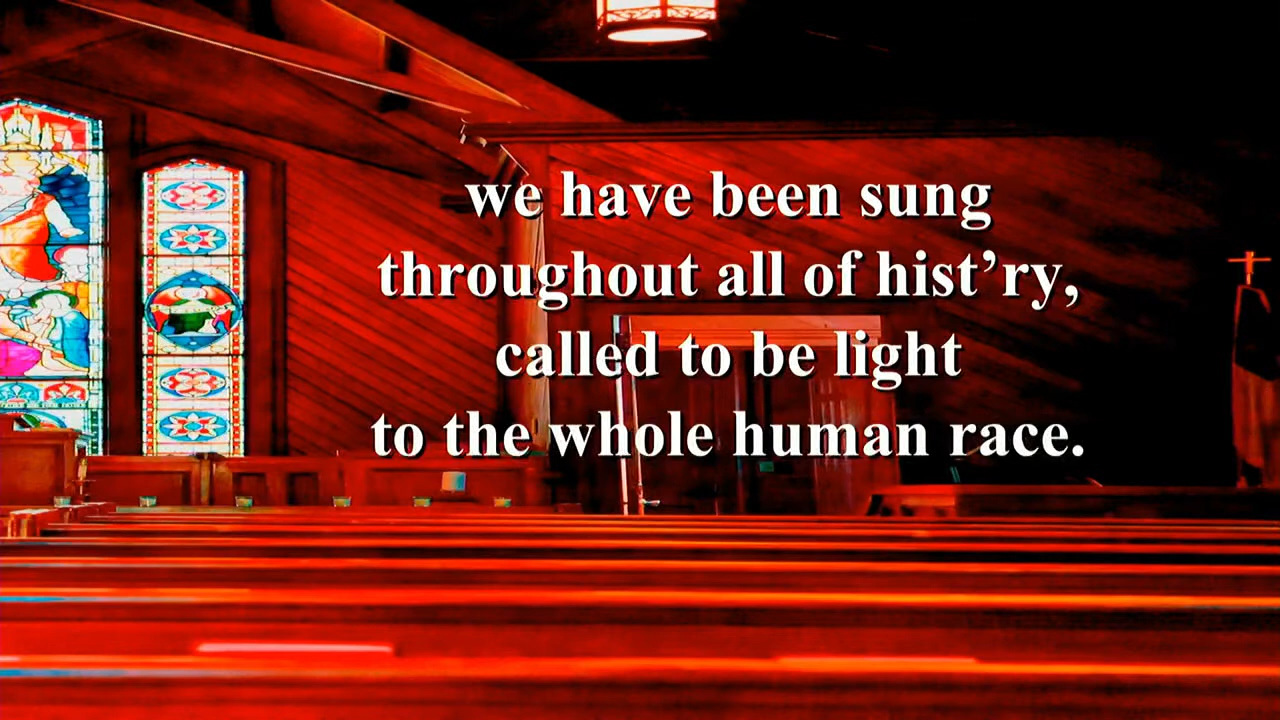 we have been sung
throughout all of hist’ry,
called to be light
to the whole human race.